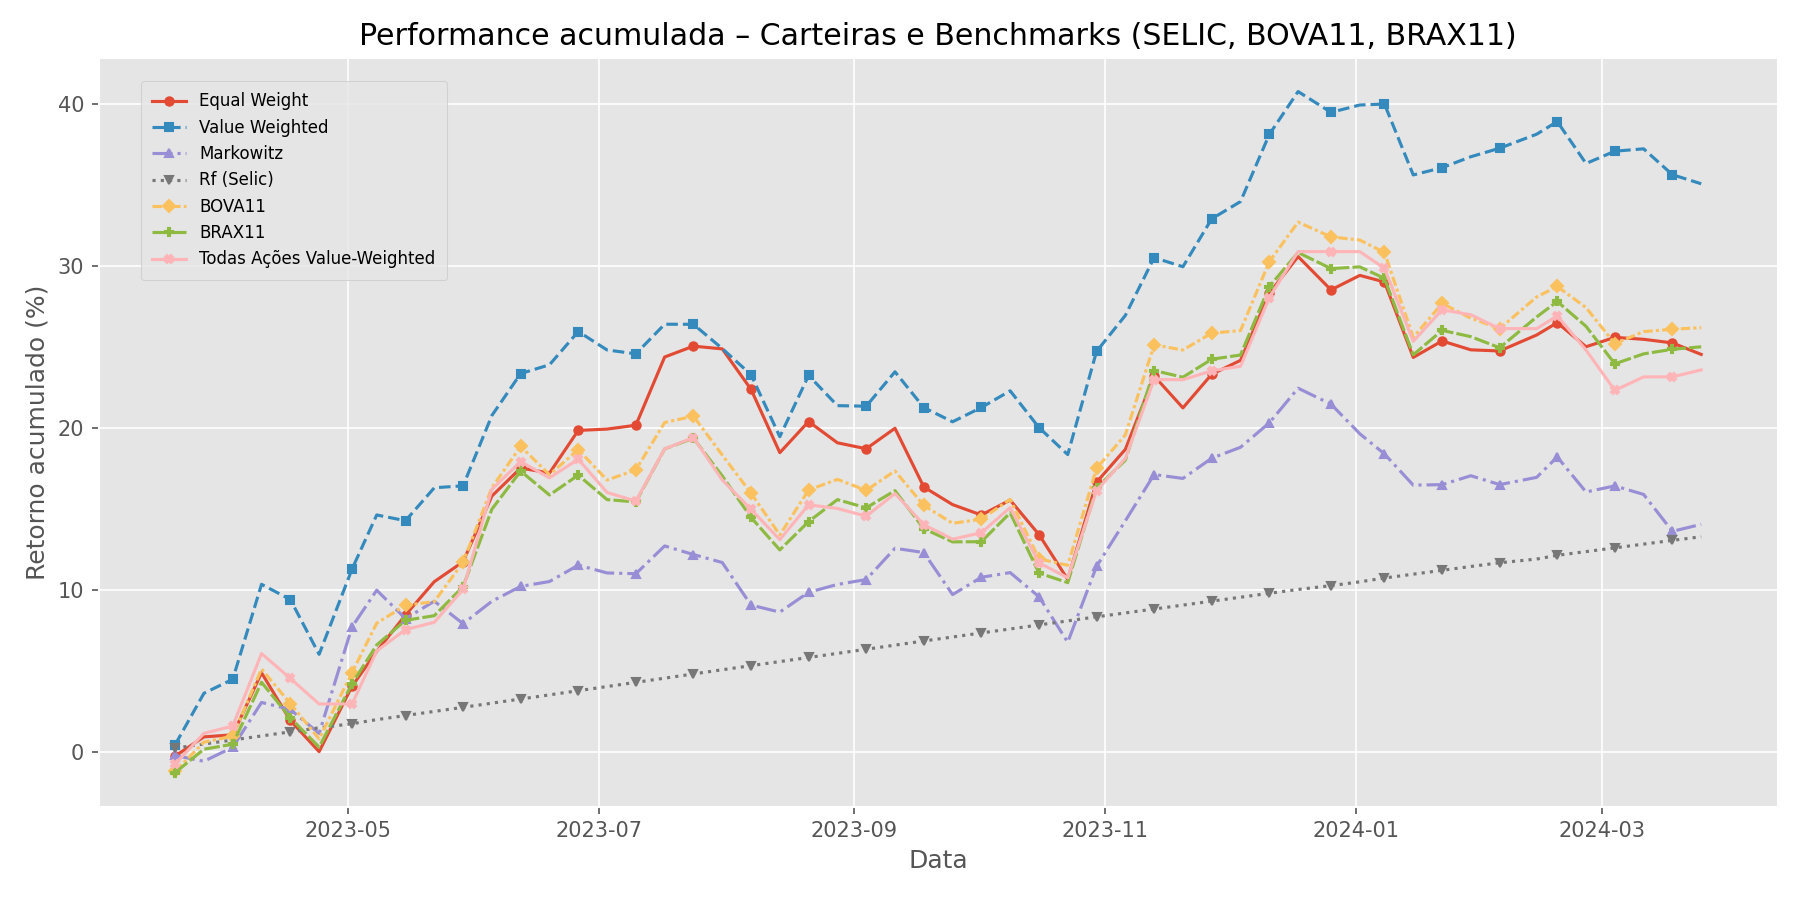 Performance acumulada – Carteiras e Benchmarks (SELIC, BOVA11, BRAX11)
Equal Weight
Value Weighted
Markowitz
Rf (Selic)
BOVA11
BRAX11
Todas Ações Value-Weighted
Retorno acumulado (%)
40
30
20
10
0
2023-05
2023-07
2023-09
2023-11
2024-01
2024-03
Data